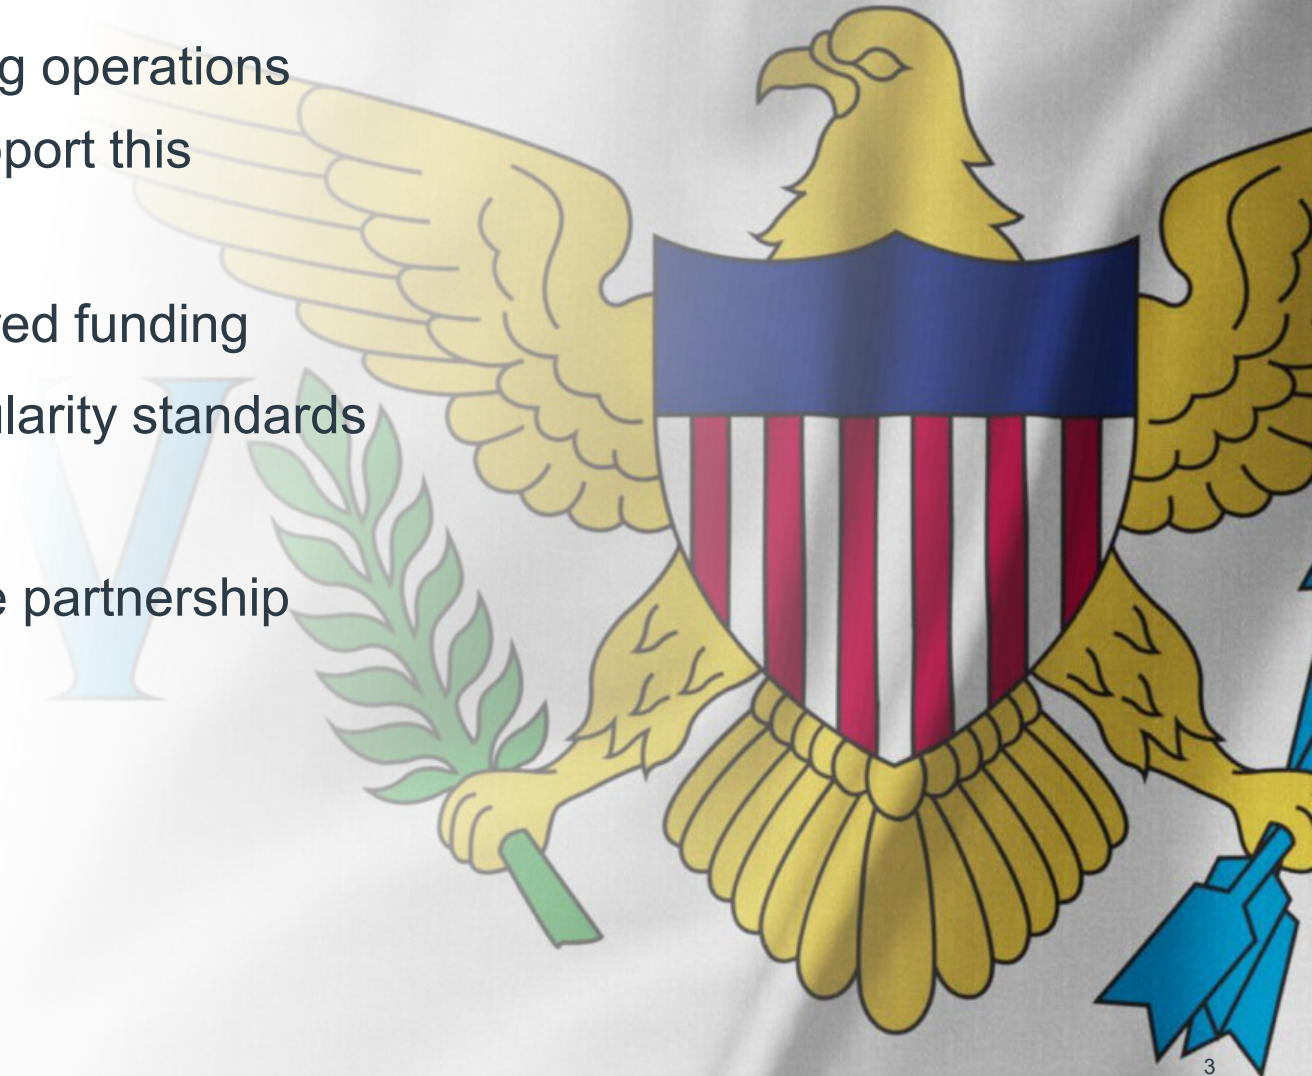 g operations
port this
ed funding
larity standards
e partnership
V
3